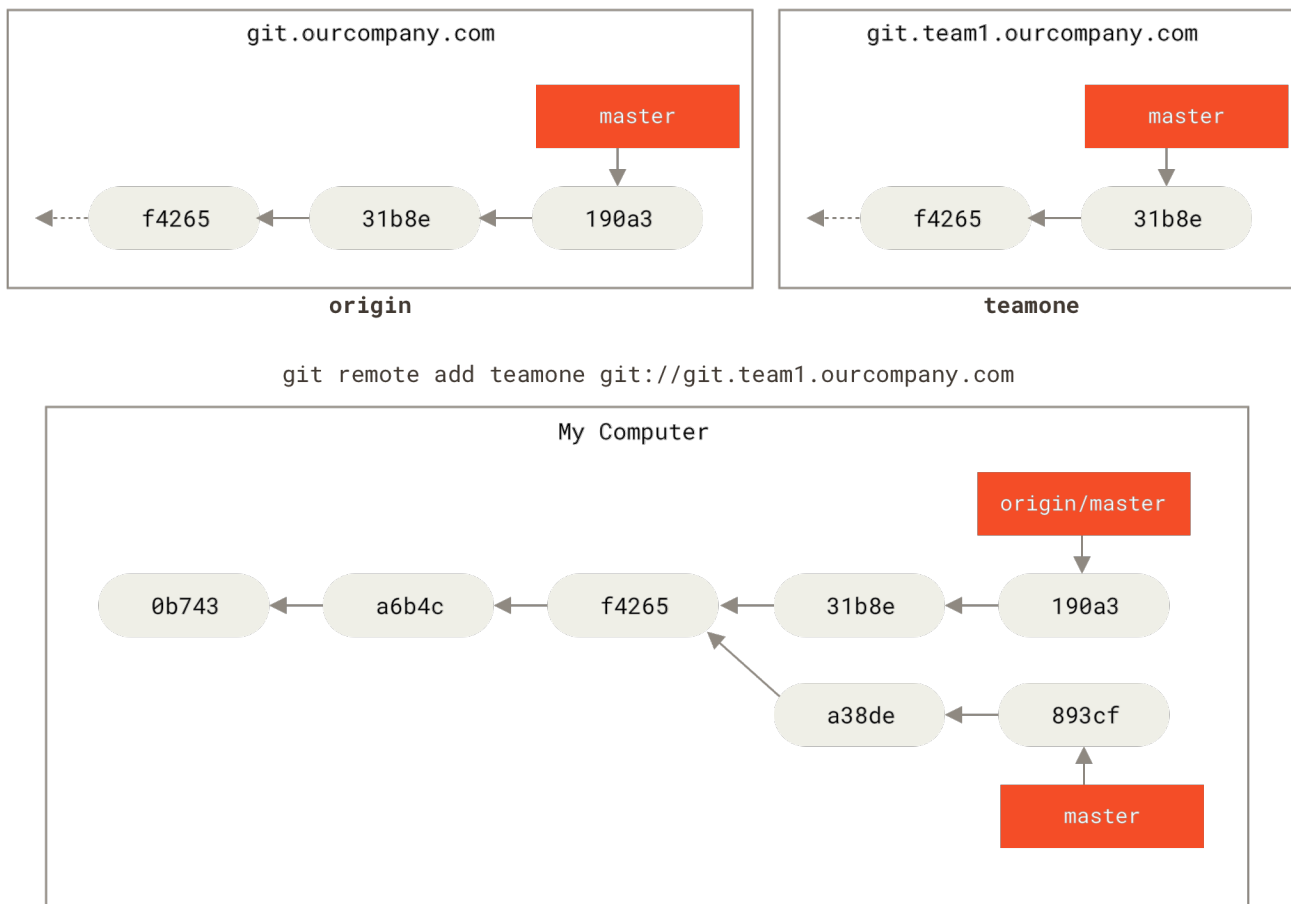 git.ourcompany.com
master
f4265 31b8e 190a3
origin
git.team1.ourcompany.com
master
f4265 31b8e
teamone
git remote add teamone git://git.team1.ourcompany.com
My Computer
origin/master
0b743 a6b4c f4265 31b8e 190a3
a38de 893cf
master